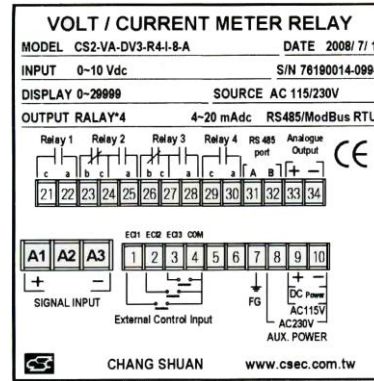 VOLT / CURRENT METER RELAY
MODEL CS2-VA-DV3-R4-I-8-A DATE 2008/ 7/ 1
INPUT 0~10 Vdc S/N 76190014-099
DISPLAY 0~29999 SOURCE AC 115/230V
OUTPUT RALAY*4 4~20 mAdc RS485/ModBus RTU
Relay 1 Relay 2 Relay 3 Relay 4 RS 485 port Analogue Output CE
c a b c a b c a c a A B + −
21 22 23 24 25 26 27 28 29 30 31 32 33 34
ECI1 ECI2 ECI3 COM
A1 A2 A3 1 2 3 4 5 6 7 8 9 10
+ − + −
SIGNAL INPUT FG DC Power
External Control Input AC115V
AC230V
AUX. POWER
CHANG SHUAN www.csec.com.tw